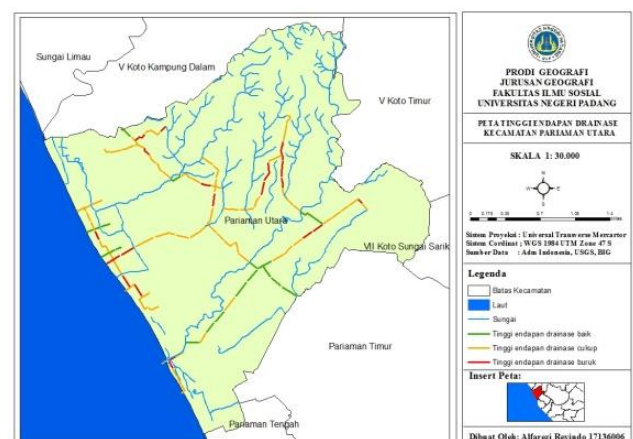 Sungai Limau
V Koto Kampung Dalam
V Koto Timur
Pariaman Utara
VII Koto Sungai Sarik
Pariaman Timur
Pariaman Tengah
PRODI GEOGRAFI
JURUSAN GEOGRAFI
FAKULTAS ILMU SOSIAL
UNIVERSITAS NEGERI PADANG
PETA TINGGI ENDAPAN DRAINASE
KECAMATAN PARIAMAN UTARA
SKALA 1: 30.000
N
W
E
S
Sistem Proyeksi : Universal Transverse Mercartor
Sistem Cordinat ; WGS 1984 UTM Zone 47 S
Sumber Data : Adm Indonesia, USGS, BIG
Legenda
Batas Kecamatan
Laut
Sungai
Tinggi endapan drainase baik
Tinggi endapan drainase cukup
Tinggi endapan drainase buruk
Insert Peta:
Dibuat Oleh: Alfarozi Revindo 17136006